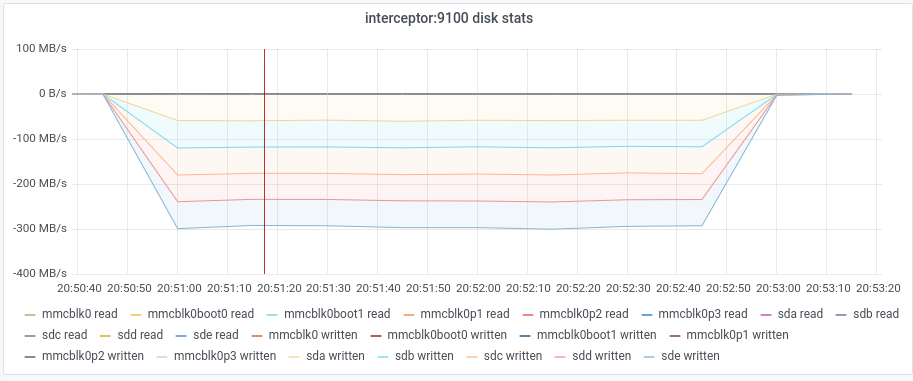 interceptor:9100 disk stats
100 MB/s
0 B/s
-100 MB/s
-200 MB/s
-300 MB/s
-400 MB/s
20:50:40 20:50:50 20:51:00 20:51:10 20:51:20 20:51:30 20:51:40 20:51:50 20:52:00 20:52:10 20:52:20 20:52:30 20:52:40 20:52:50 20:53:00 20:53:10 20:53:20
mmcblk0 read mmcblk0boot0 read mmcblk0boot1 read mmcblk0p1 read mmcblk0p2 read mmcblk0p3 read sda read sdb read
sdc read sdd read sde read mmcblk0 written mmcblk0boot0 written mmcblk0boot1 written mmcblk0p1 written
mmcblk0p2 written mmcblk0p3 written sda written sdb written sdc written sdd written sde written